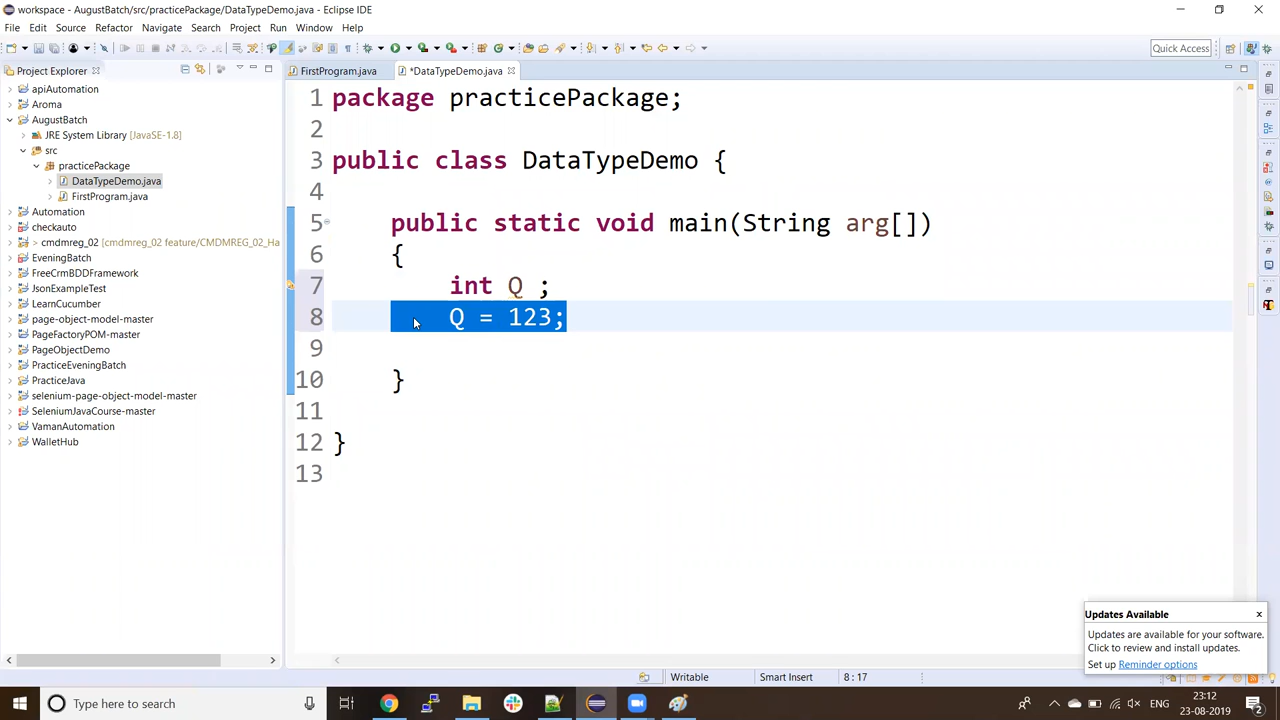 workspace - AugustBatch/src/practicePackage/DataTypeDemo.java - Eclipse IDE
File Edit Source Refactor Navigate Search Project Run Window Help
Quick Access
Project Explorer
FirstProgram.java
*DataTypeDemo.java
apiAutomation
Aroma
AugustBatch
JRE System Library [JavaSE-1.8]
src
practicePackage
DataTypeDemo.java
FirstProgram.java
Automation
checkauto
> cmdmreg_02 [cmdmreg_02 feature/CMDMREG_02_Ha
EveningBatch
FreeCrmBDDFramework
JsonExampleTest
LearnCucumber
page-object-model-master
PageFactoryPOM-master
PageObjectDemo
PracticeEveningBatch
PracticeJava
selenium-page-object-model-master
SeleniumJavaCourse-master
VamanAutomation
WalletHub
1 package practicePackage;
2
3 public class DataTypeDemo {
4
5 public static void main(String arg[])
6 {
7 int Q ;
8 Q = 123;
9
10 }
11
12 }
13
Updates Available
Updates are available for your software.
Click to review and install updates.
Set up Reminder options
Writable
Smart Insert
8 : 17
Type here to search
ENG
23:12
23-08-2019
2